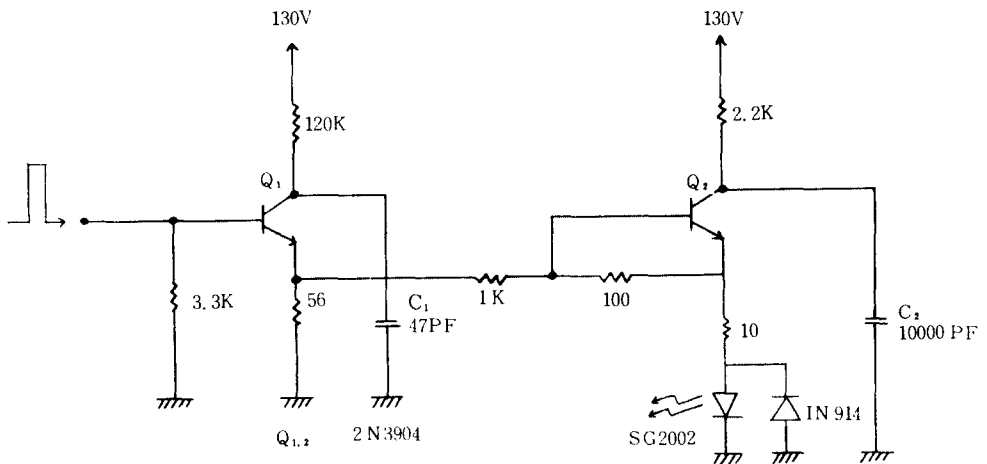 130V
130V
120K
2.2K
Q1
Q2
3.3K
56
C1
47PF
1K
100
10
C2
10000 PF
SG2002
IN 914
Q1,2
2N3904